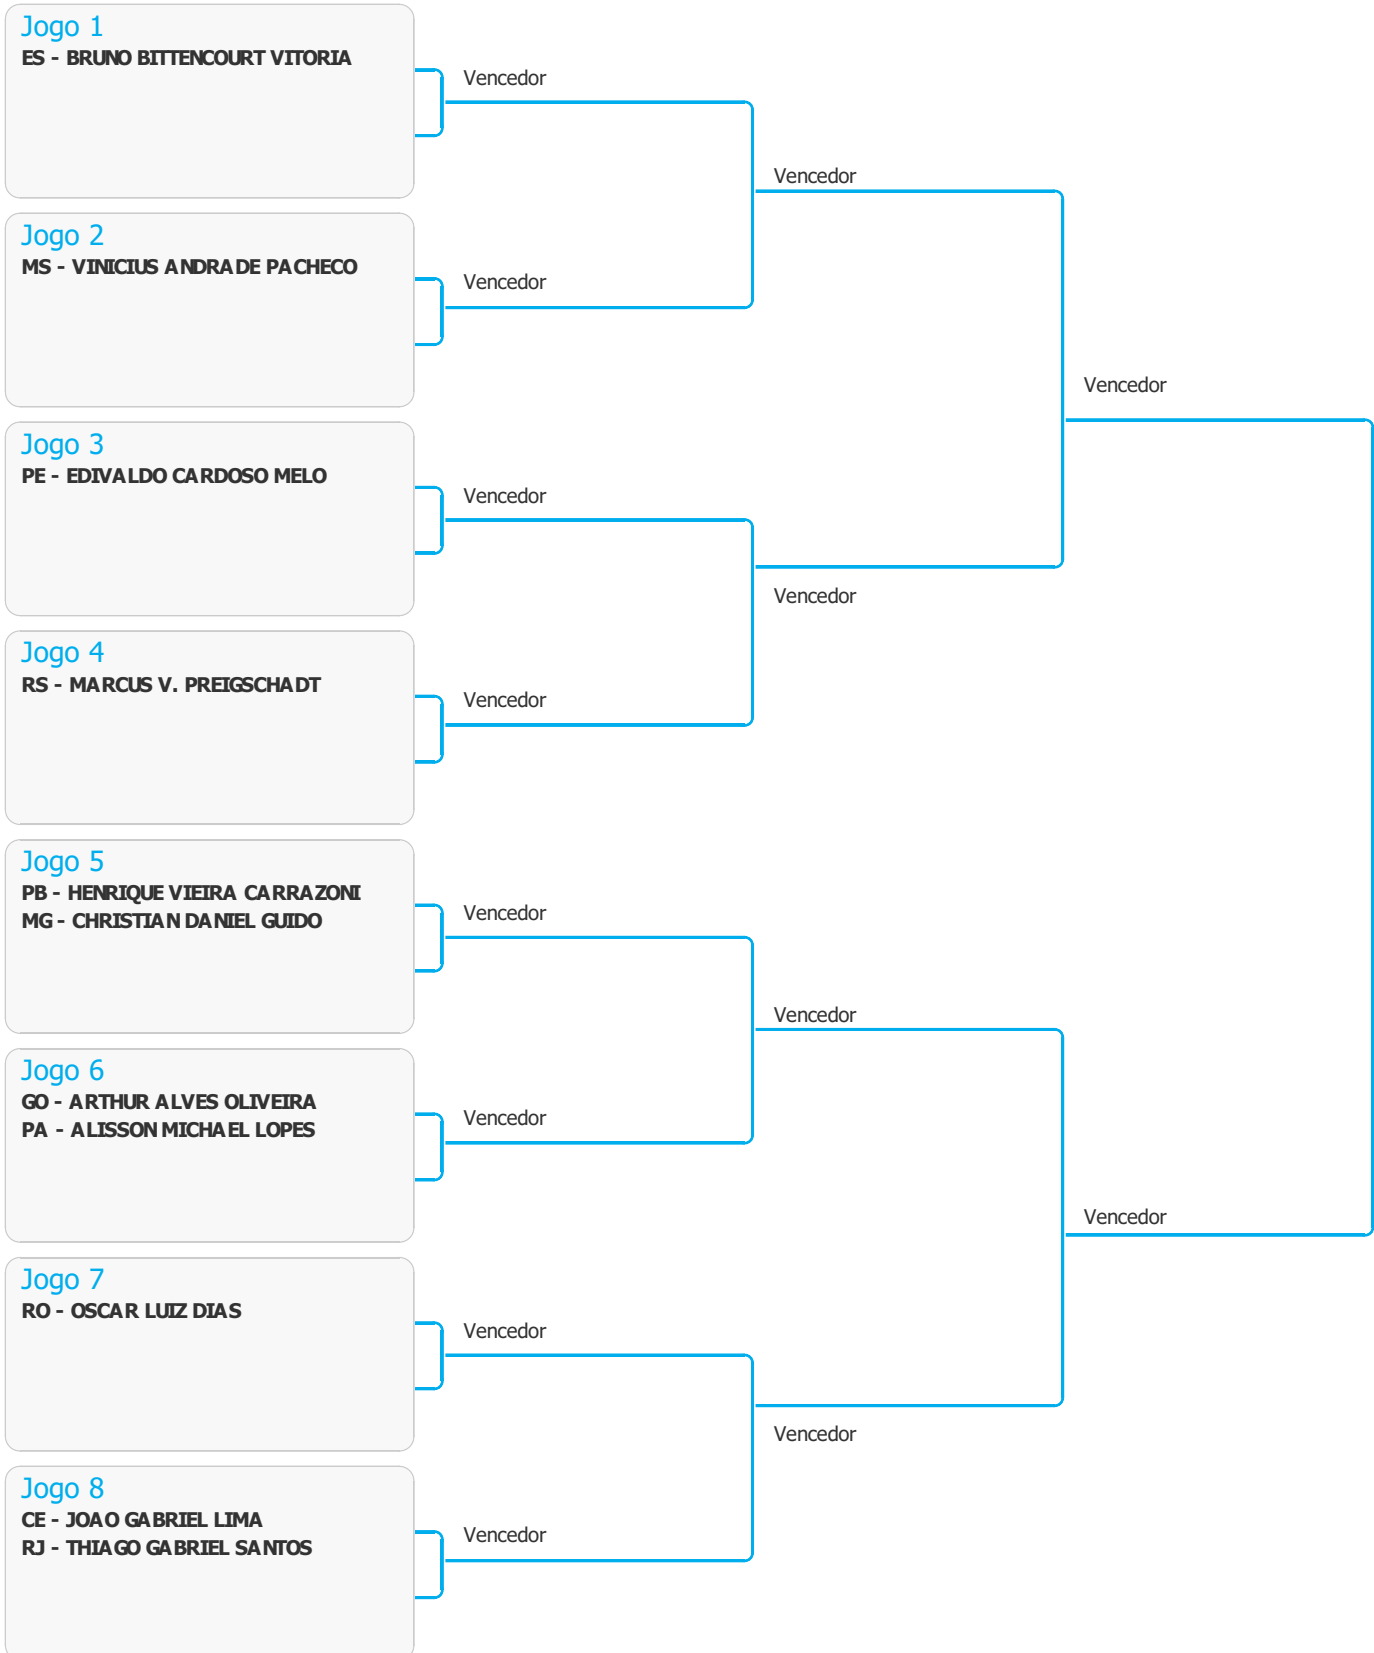 Jogo 1
ES - BRUNO BITTENCOURT VITORIA
Vencedor
Vencedor
Jogo 2
MS - VINICIUS ANDRADE PACHECO
Vencedor
Vencedor
Jogo 3
PE - EDIVALDO CARDOSO MELO
Vencedor
Vencedor
Jogo 4
RS - MARCUS V. PREIGSCHADT
Vencedor
Jogo 5
PB - HENRIQUE VIEIRA CARRAZONI
MG - CHRISTIAN DANIEL GUIDO
Vencedor
Vencedor
Jogo 6
GO - ARTHUR ALVES OLIVEIRA
PA - ALISSON MICHAEL LOPES
Vencedor
Vencedor
Jogo 7
RO - OSCAR LUIZ DIAS
Vencedor
Vencedor
Jogo 8
CE - JOAO GABRIEL LIMA
RJ - THIAGO GABRIEL SANTOS
Vencedor